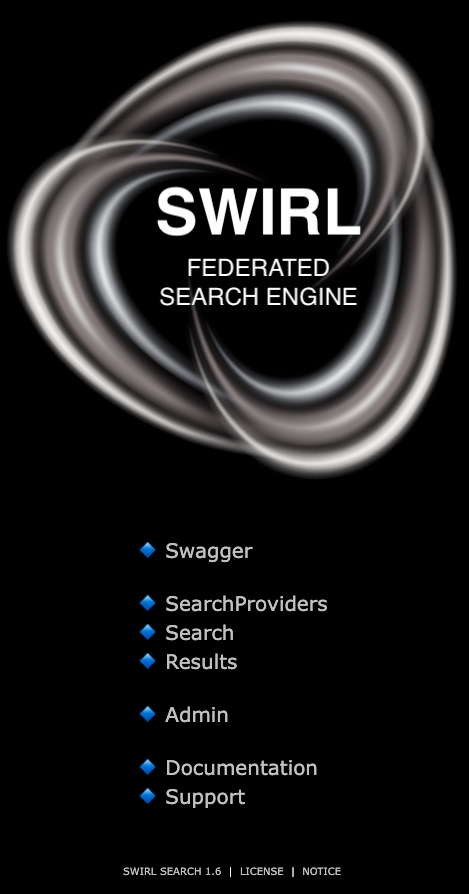 SWIRL
FEDERATED
SEARCH ENGINE
Swagger
SearchProviders
Search
Results
Admin
Documentation
Support
SWIRL SEARCH 1.6 | LICENSE | NOTICE